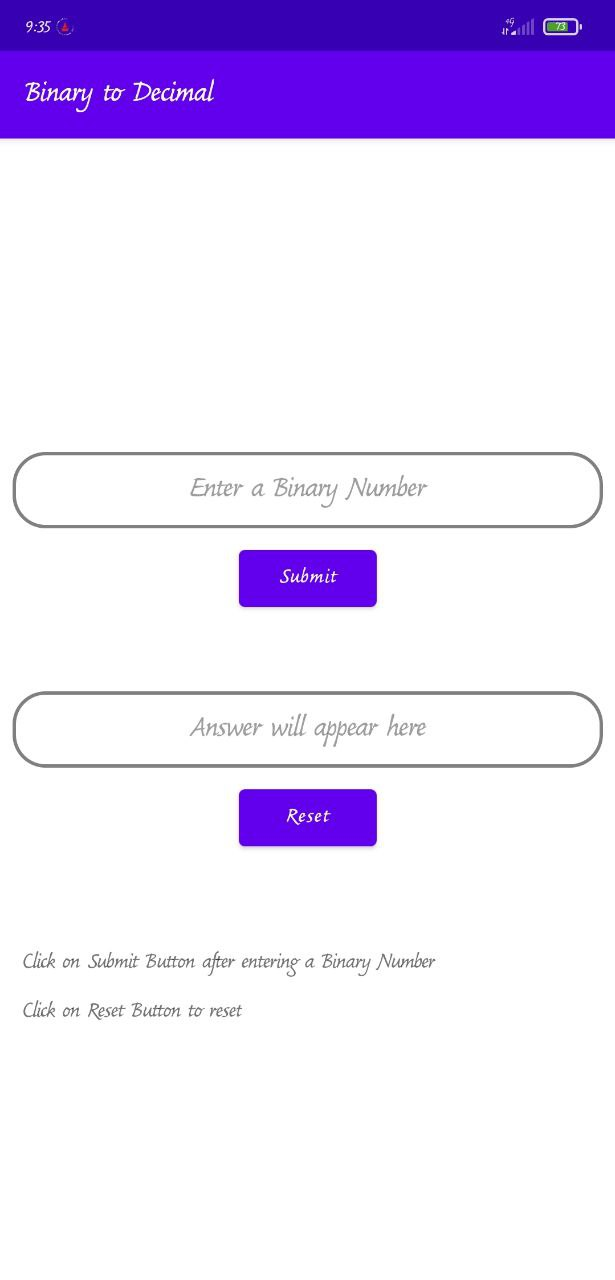 9:35
4G
73
Binary to Decimal
Enter a Binary Number
Submit
Answer will appear here
Reset
Click on Submit Button after entering a Binary Number
Click on Reset Button to reset